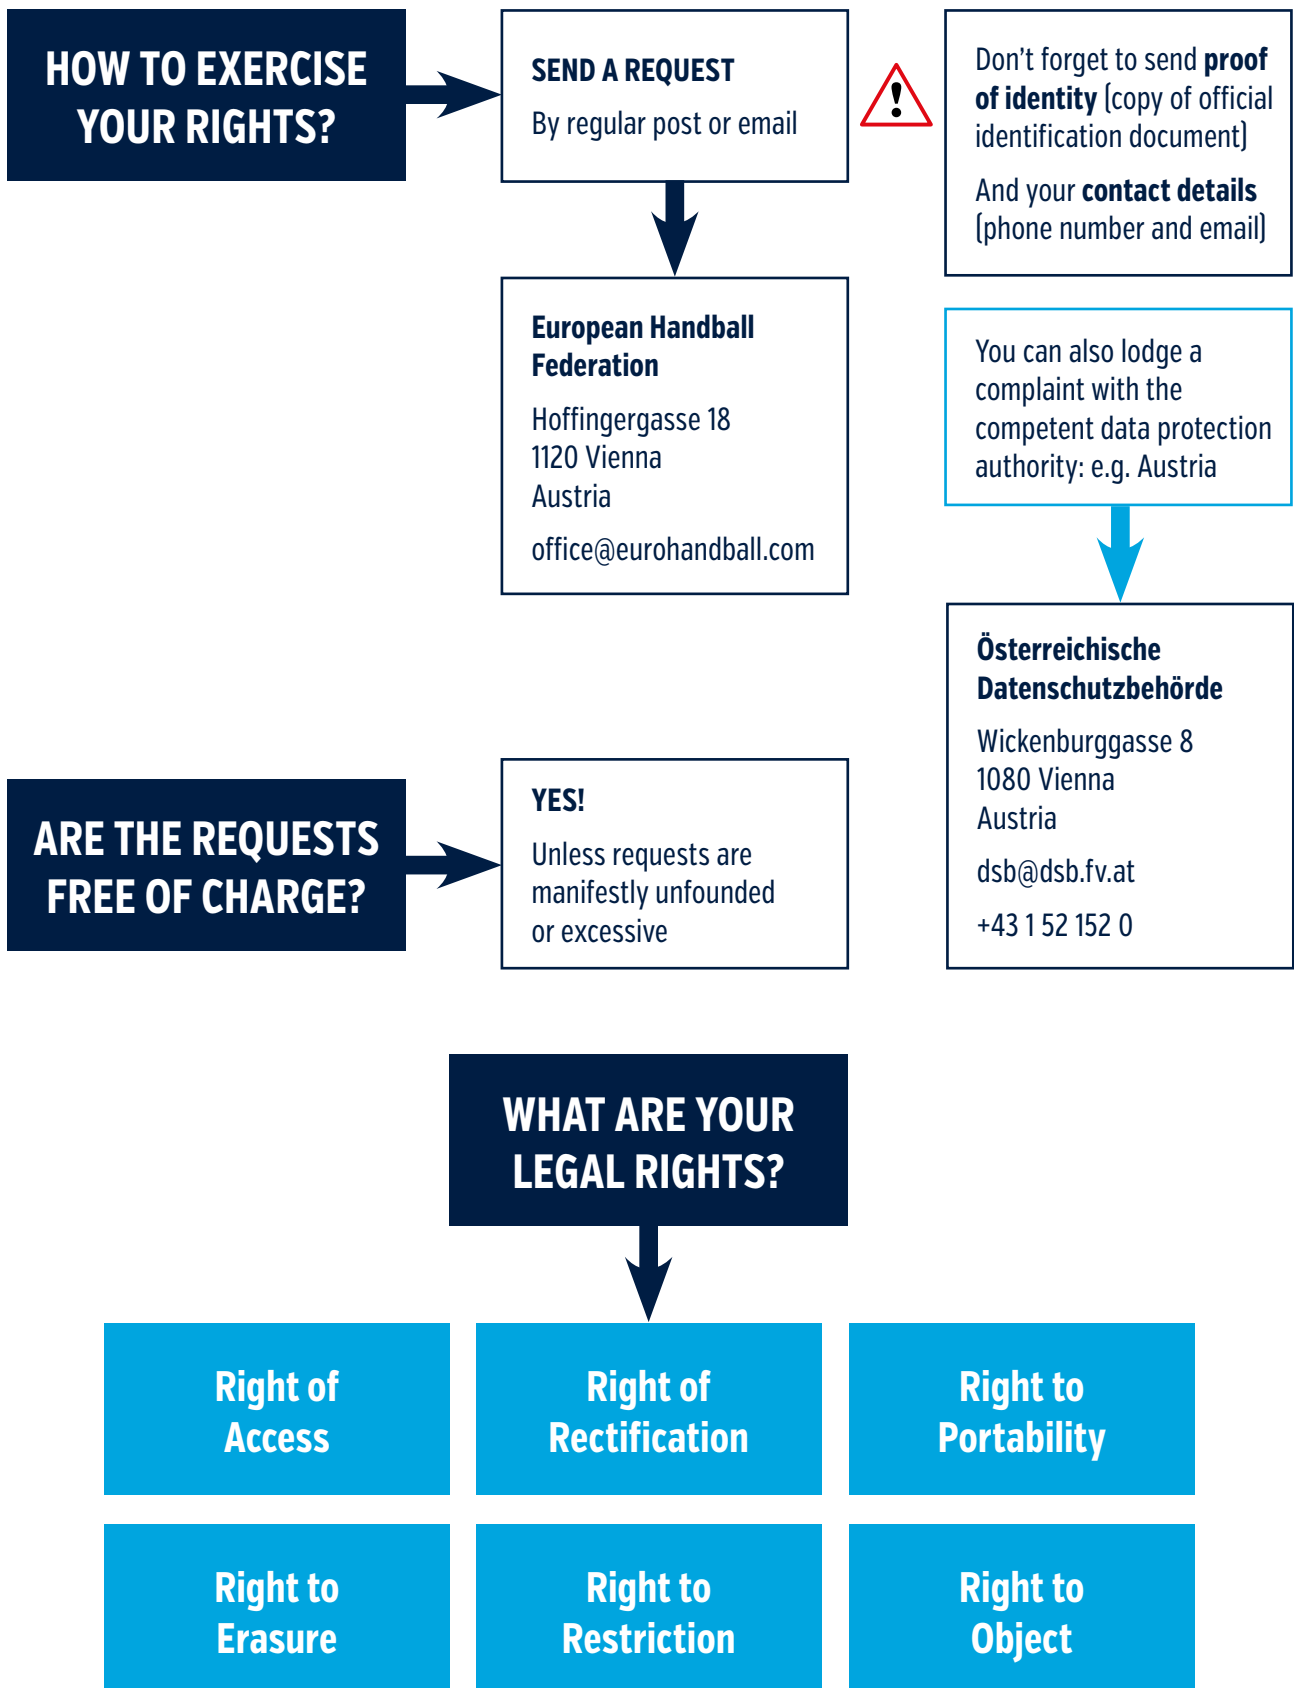 HOW TO EXERCISE
YOUR RIGHTS?
SEND A REQUEST
By regular post or email
Don't forget to send proof
of identity (copy of official
identification document)
And your contact details
(phone number and email)
European Handball
Federation
Hoffingergasse 18
1120 Vienna
Austria
office@eurohandball.com
You can also lodge a
complaint with the
competent data protection
authority: e.g. Austria
Österreichische
Datenschutzbehörde
Wickenburggasse 8
1080 Vienna
Austria
dsb@dsb.fv.at
+43 1 52 152 0
ARE THE REQUESTS
FREE OF CHARGE?
YES!
Unless requests are
manifestly unfounded
or excessive
WHAT ARE YOUR
LEGAL RIGHTS?
Right of
Access
Right of
Rectification
Right to
Portability
Right to
Erasure
Right to
Restriction
Right to
Object